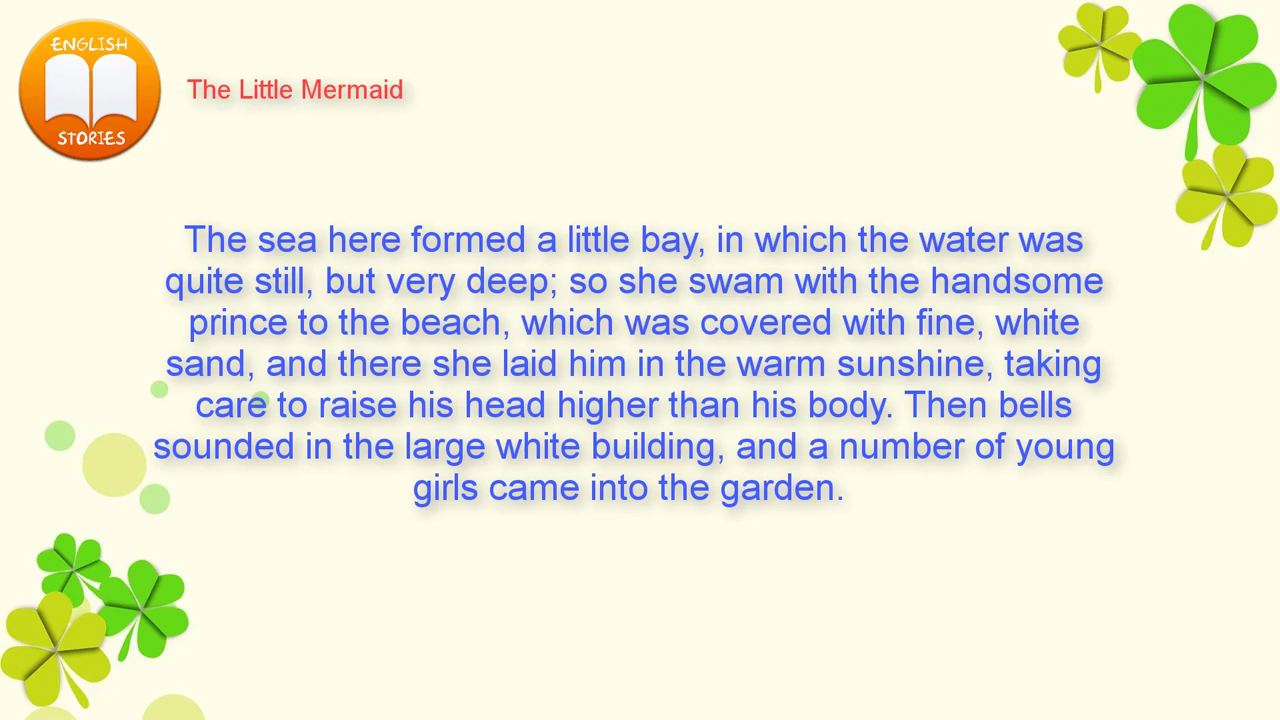 ENGLISH
STORIES
The Little Mermaid
The sea here formed a little bay, in which the water was
quite still, but very deep; so she swam with the handsome
prince to the beach, which was covered with fine, white
sand, and there she laid him in the warm sunshine, taking
care to raise his head higher than his body. Then bells
sounded in the large white building, and a number of young
girls came into the garden.